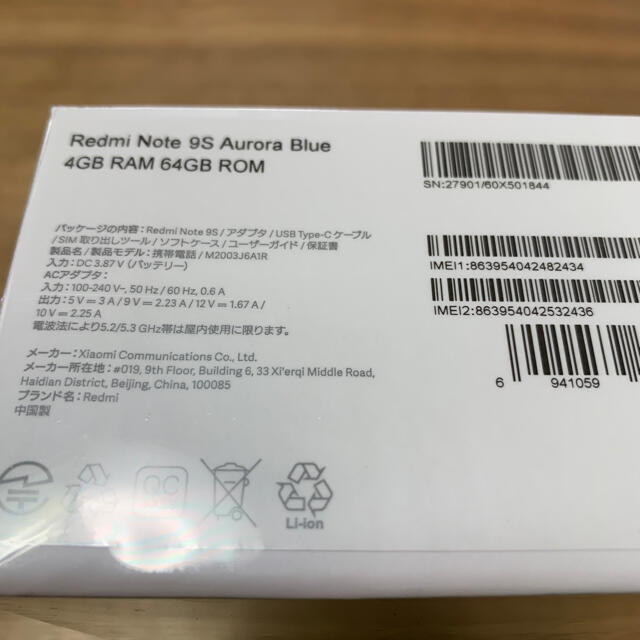 Redmi Note 9S Aurora Blue
4GB RAM 64GB ROM
パッケージの内容：Redmi Note 9S / アダプタ / USB Type-C ケーブル
/ SIM 取り出しツール / ソフトケース / ユーザーガイド / 保証書
製品名 / 製品モデル：携帯電話 / M2003J6A1R
入力：DC 3.87 V（バッテリー）
ACアダプタ：
入力：100-240 V~, 50 Hz / 60 Hz, 0.6 A
出力：5 V⎓3 A / 9 V⎓2.23 A / 12 V⎓1.67 A /
10 V⎓2.25 A
電波法により5.2/5.3 GHz帯は屋内使用に限ります。
メーカー：Xiaomi Communications Co., Ltd.
メーカー所在地：#019, 9th Floor, Building 6, 33 Xi'erqi Middle Road,
Haidian District, Beijing, China, 100085
ブランド名：Redmi
中国製
SN:27901/60X501844
IMEI1:863954042482434
IMEI2:863954042532436
6 941059
QC
Li-ion